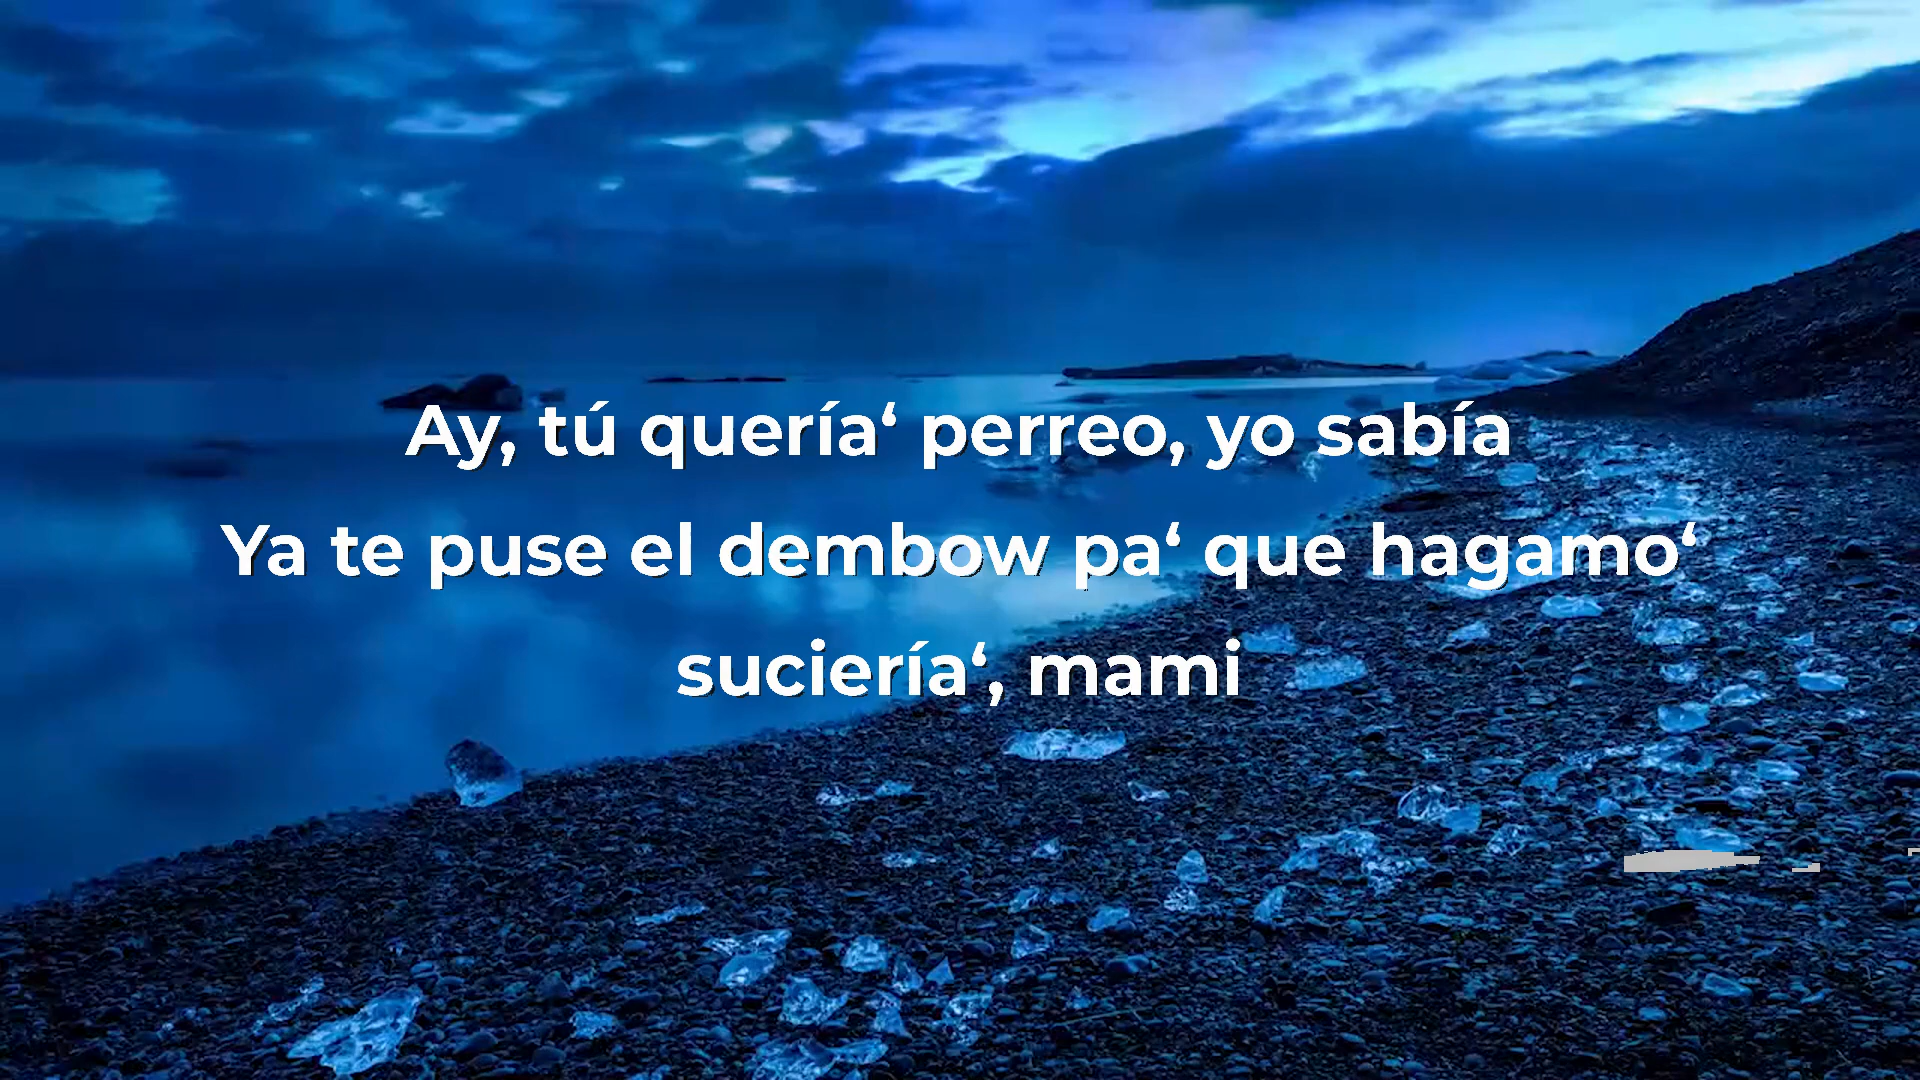 Ay, tú quería‘ perreo, yo sabía
Ya te puse el dembow pa‘ que hagamo‘
suciería‘, mami